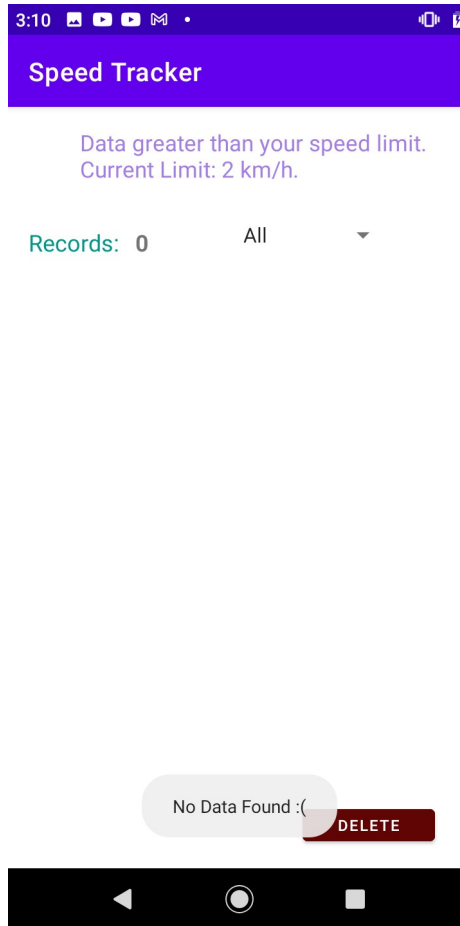 3:10
Speed Tracker
Data greater than your speed limit.
Current Limit: 2 km/h.
Records: 0 All
No Data Found :(
DELETE